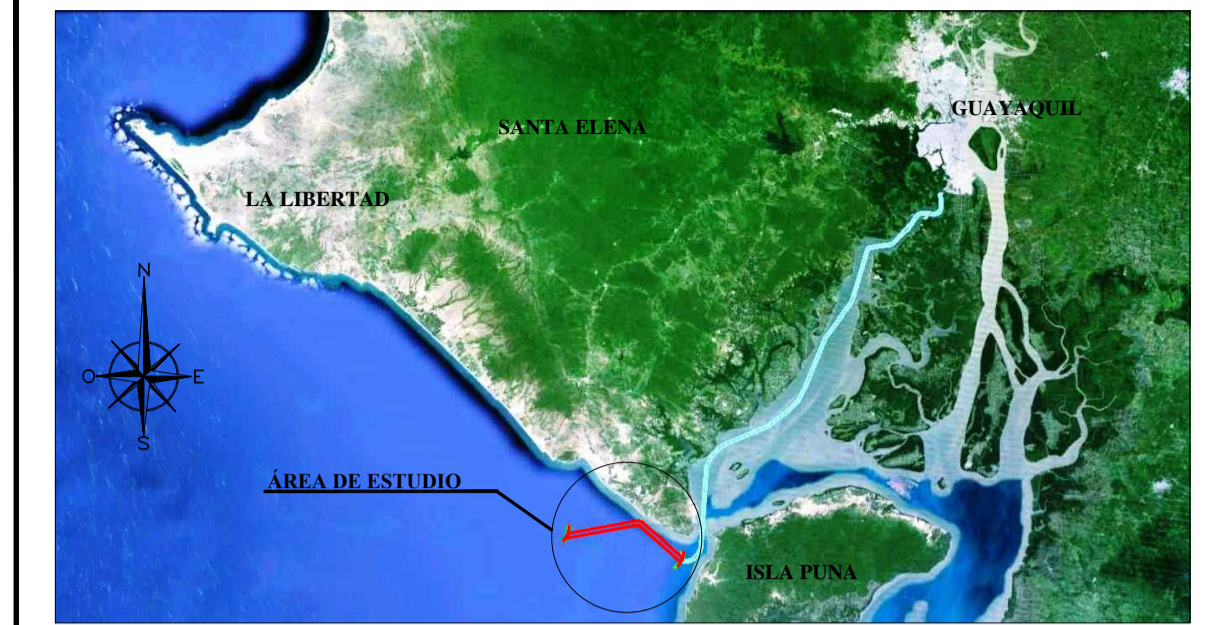 GUAYAQUIL
SANTA ELENA
LA LIBERTAD
N
O
E
S
ÁREA DE ESTUDIO
ISLA PUNA